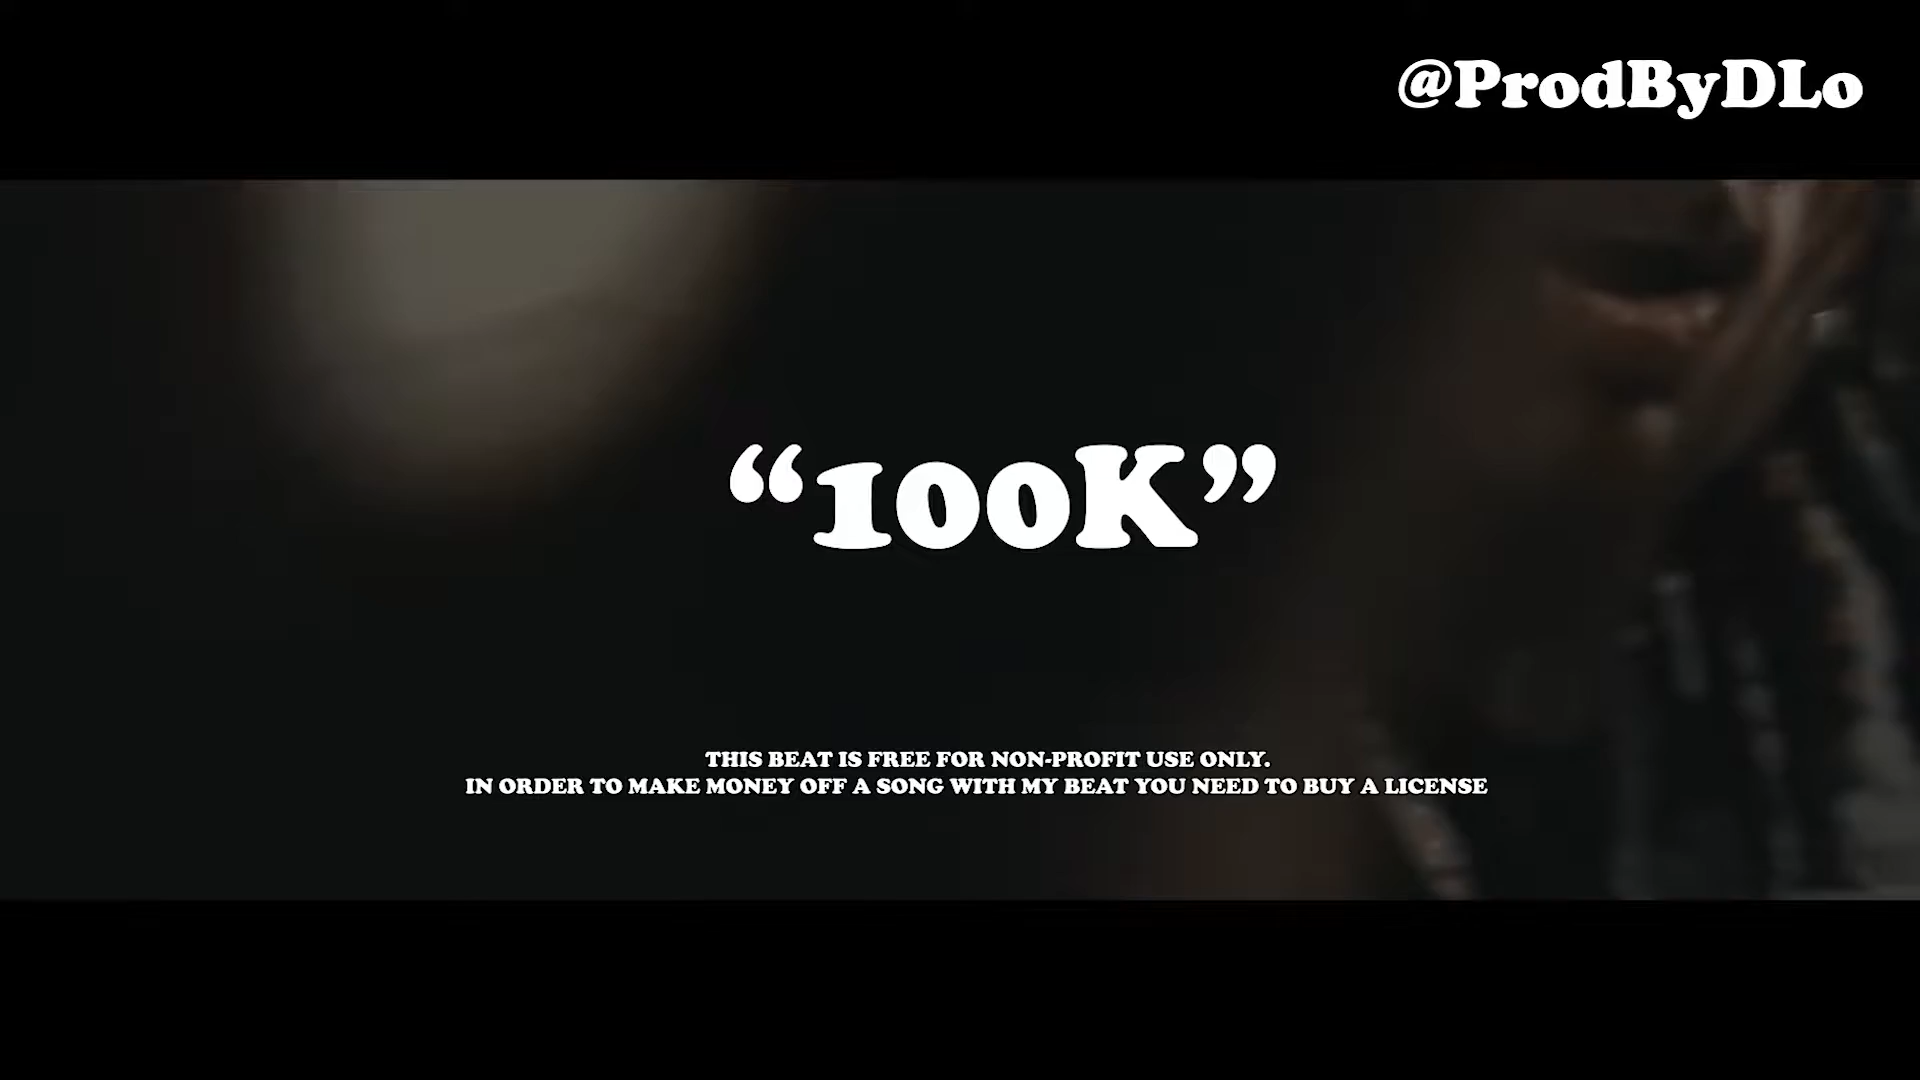 @ProdByDLo
“100K”
THIS BEAT IS FREE FOR NON-PROFIT USE ONLY.
IN ORDER TO MAKE MONEY OFF A SONG WITH MY BEAT YOU NEED TO BUY A LICENSE